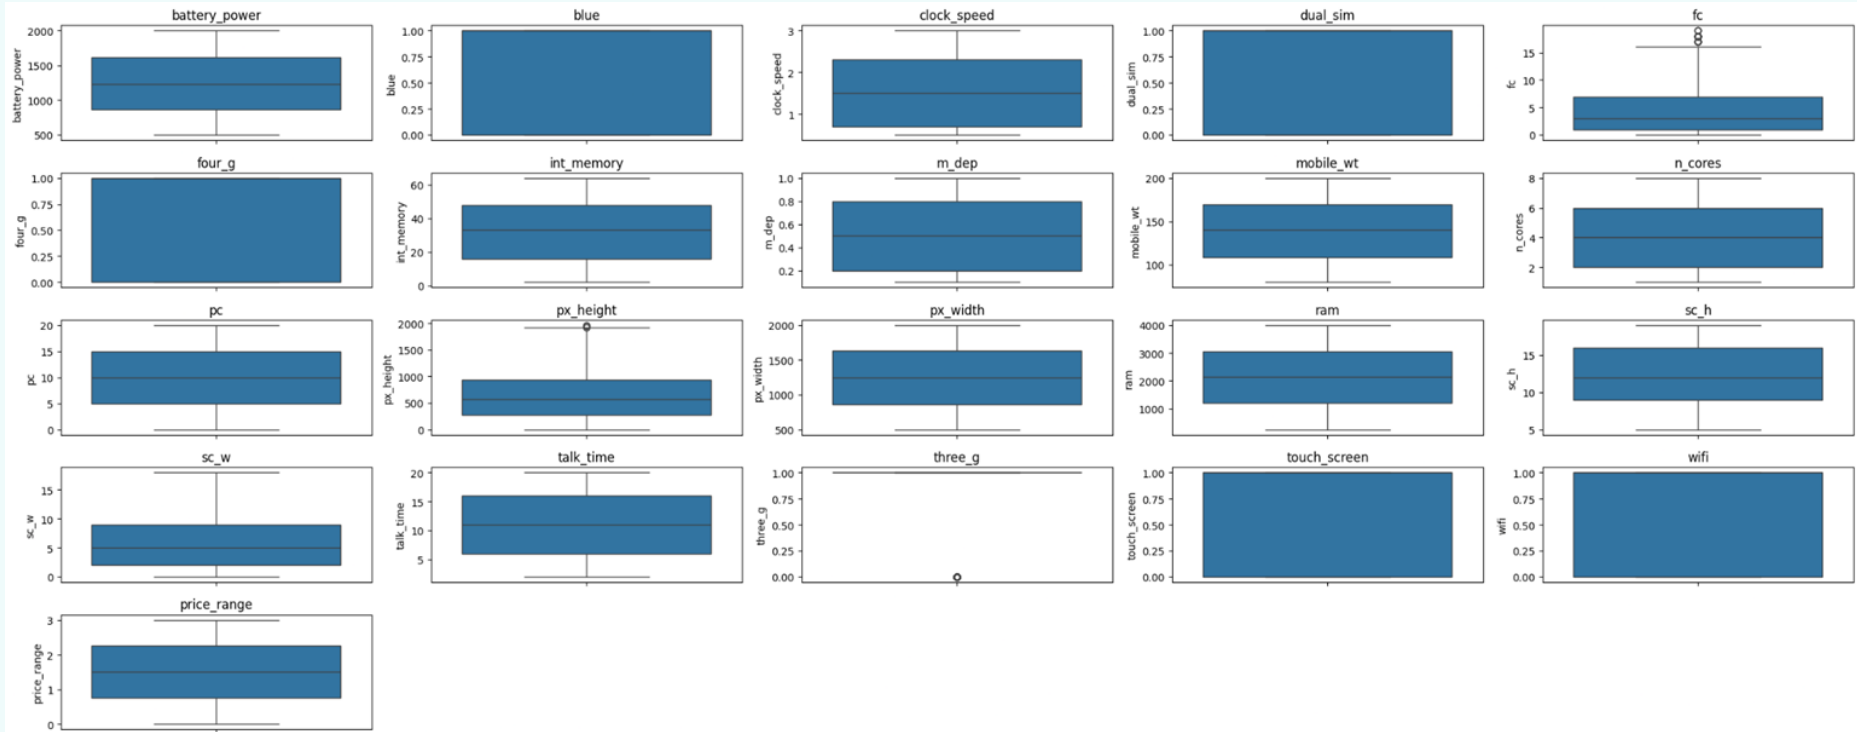 battery_power
blue
clock_speed
dual_sim
fc
2000
1500
1000
500
battery_power
1.00
0.75
0.50
0.25
0.00
blue
3
2
1
clock_speed
1.00
0.75
0.50
0.25
0.00
dual_sim
15
10
5
0
fc
four_g
int_memory
m_dep
mobile_wt
n_cores
1.00
0.75
0.50
0.25
0.00
four_g
60
40
20
0
int_memory
1.0
0.8
0.6
0.4
0.2
m_dep
200
150
100
mobile_wt
8
6
4
2
n_cores
pc
px_height
px_width
ram
sc_h
20
15
10
5
0
pc
2000
1500
1000
500
0
px_height
2000
1500
1000
500
px_width
4000
3000
2000
1000
ram
15
10
5
sc_h
sc_w
talk_time
three_g
touch_screen
wifi
15
10
5
0
sc_w
20
15
10
5
talk_time
1.00
0.75
0.50
0.25
0.00
three_g
1.00
0.75
0.50
0.25
0.00
touch_screen
1.00
0.75
0.50
0.25
0.00
wifi
price_range
3
2
1
0
price_range